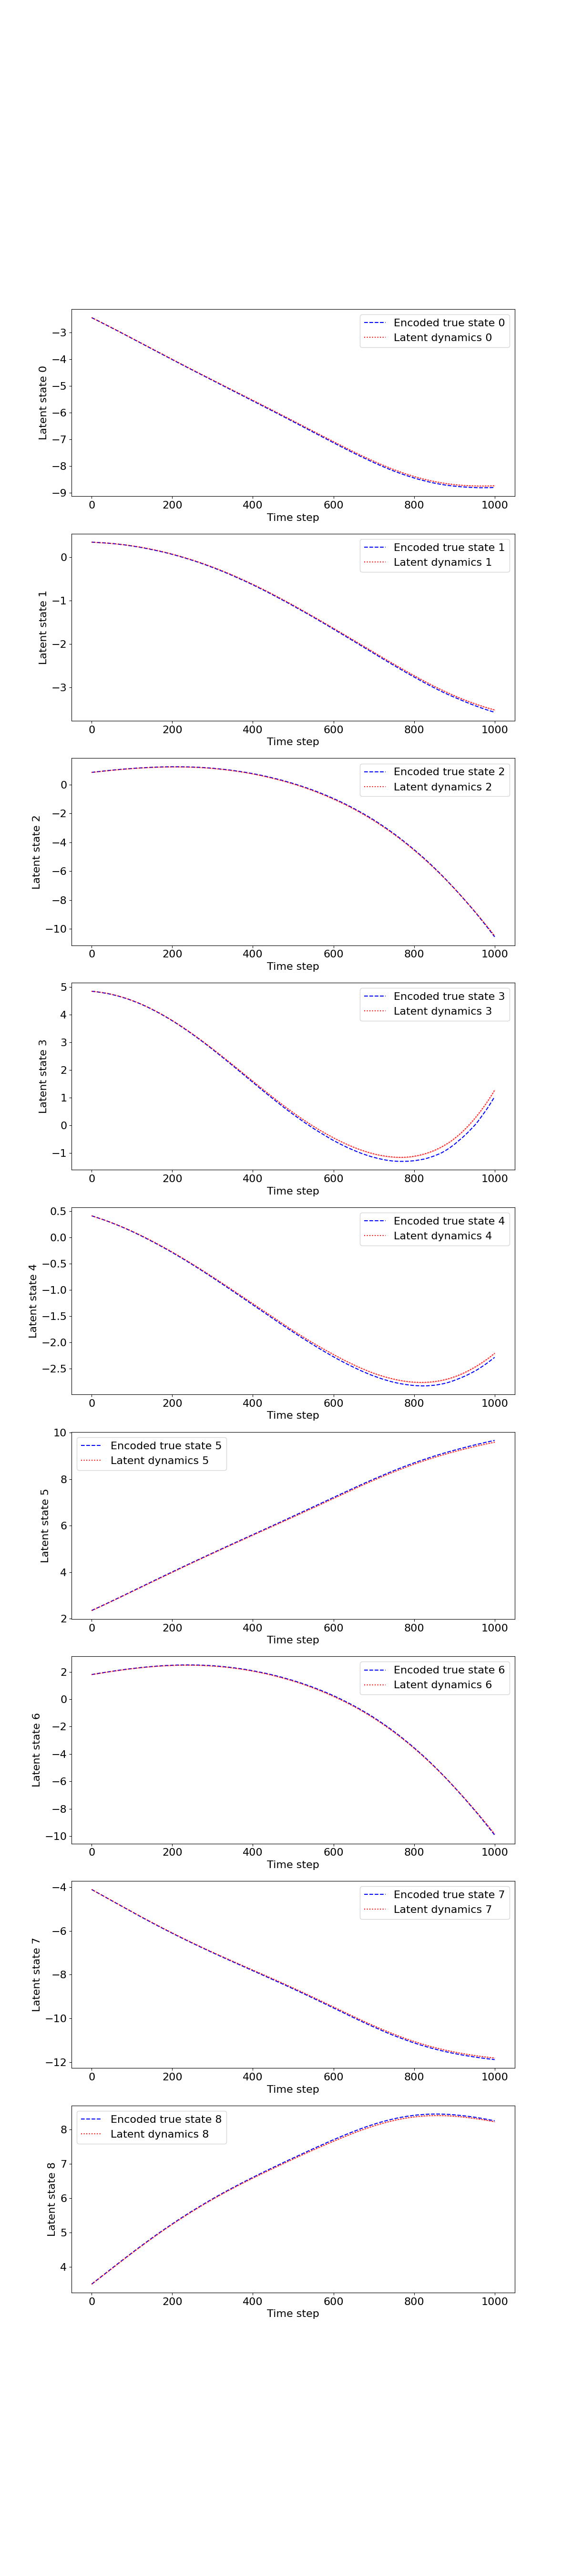 Encoded true state 0
Latent dynamics 0
−3
−4
−5
−6
−7
−8
−9
Latent state 0
0 200 400 600 800 1000
Time step
Encoded true state 1
Latent dynamics 1
0
−1
−2
−3
Latent state 1
0 200 400 600 800 1000
Time step
Encoded true state 2
Latent dynamics 2
0
−2
−4
−6
−8
−10
Latent state 2
0 200 400 600 800 1000
Time step
Encoded true state 3
Latent dynamics 3
5
4
3
2
1
0
−1
Latent state 3
0 200 400 600 800 1000
Time step
Encoded true state 4
Latent dynamics 4
0.5
0.0
−0.5
−1.0
−1.5
−2.0
−2.5
Latent state 4
0 200 400 600 800 1000
Time step
Encoded true state 5
Latent dynamics 5
10
8
6
4
2
Latent state 5
0 200 400 600 800 1000
Time step
Encoded true state 6
Latent dynamics 6
2
0
−2
−4
−6
−8
−10
Latent state 6
0 200 400 600 800 1000
Time step
Encoded true state 7
Latent dynamics 7
−4
−6
−8
−10
−12
Latent state 7
0 200 400 600 800 1000
Time step
Encoded true state 8
Latent dynamics 8
8
7
6
5
4
Latent state 8
0 200 400 600 800 1000
Time step